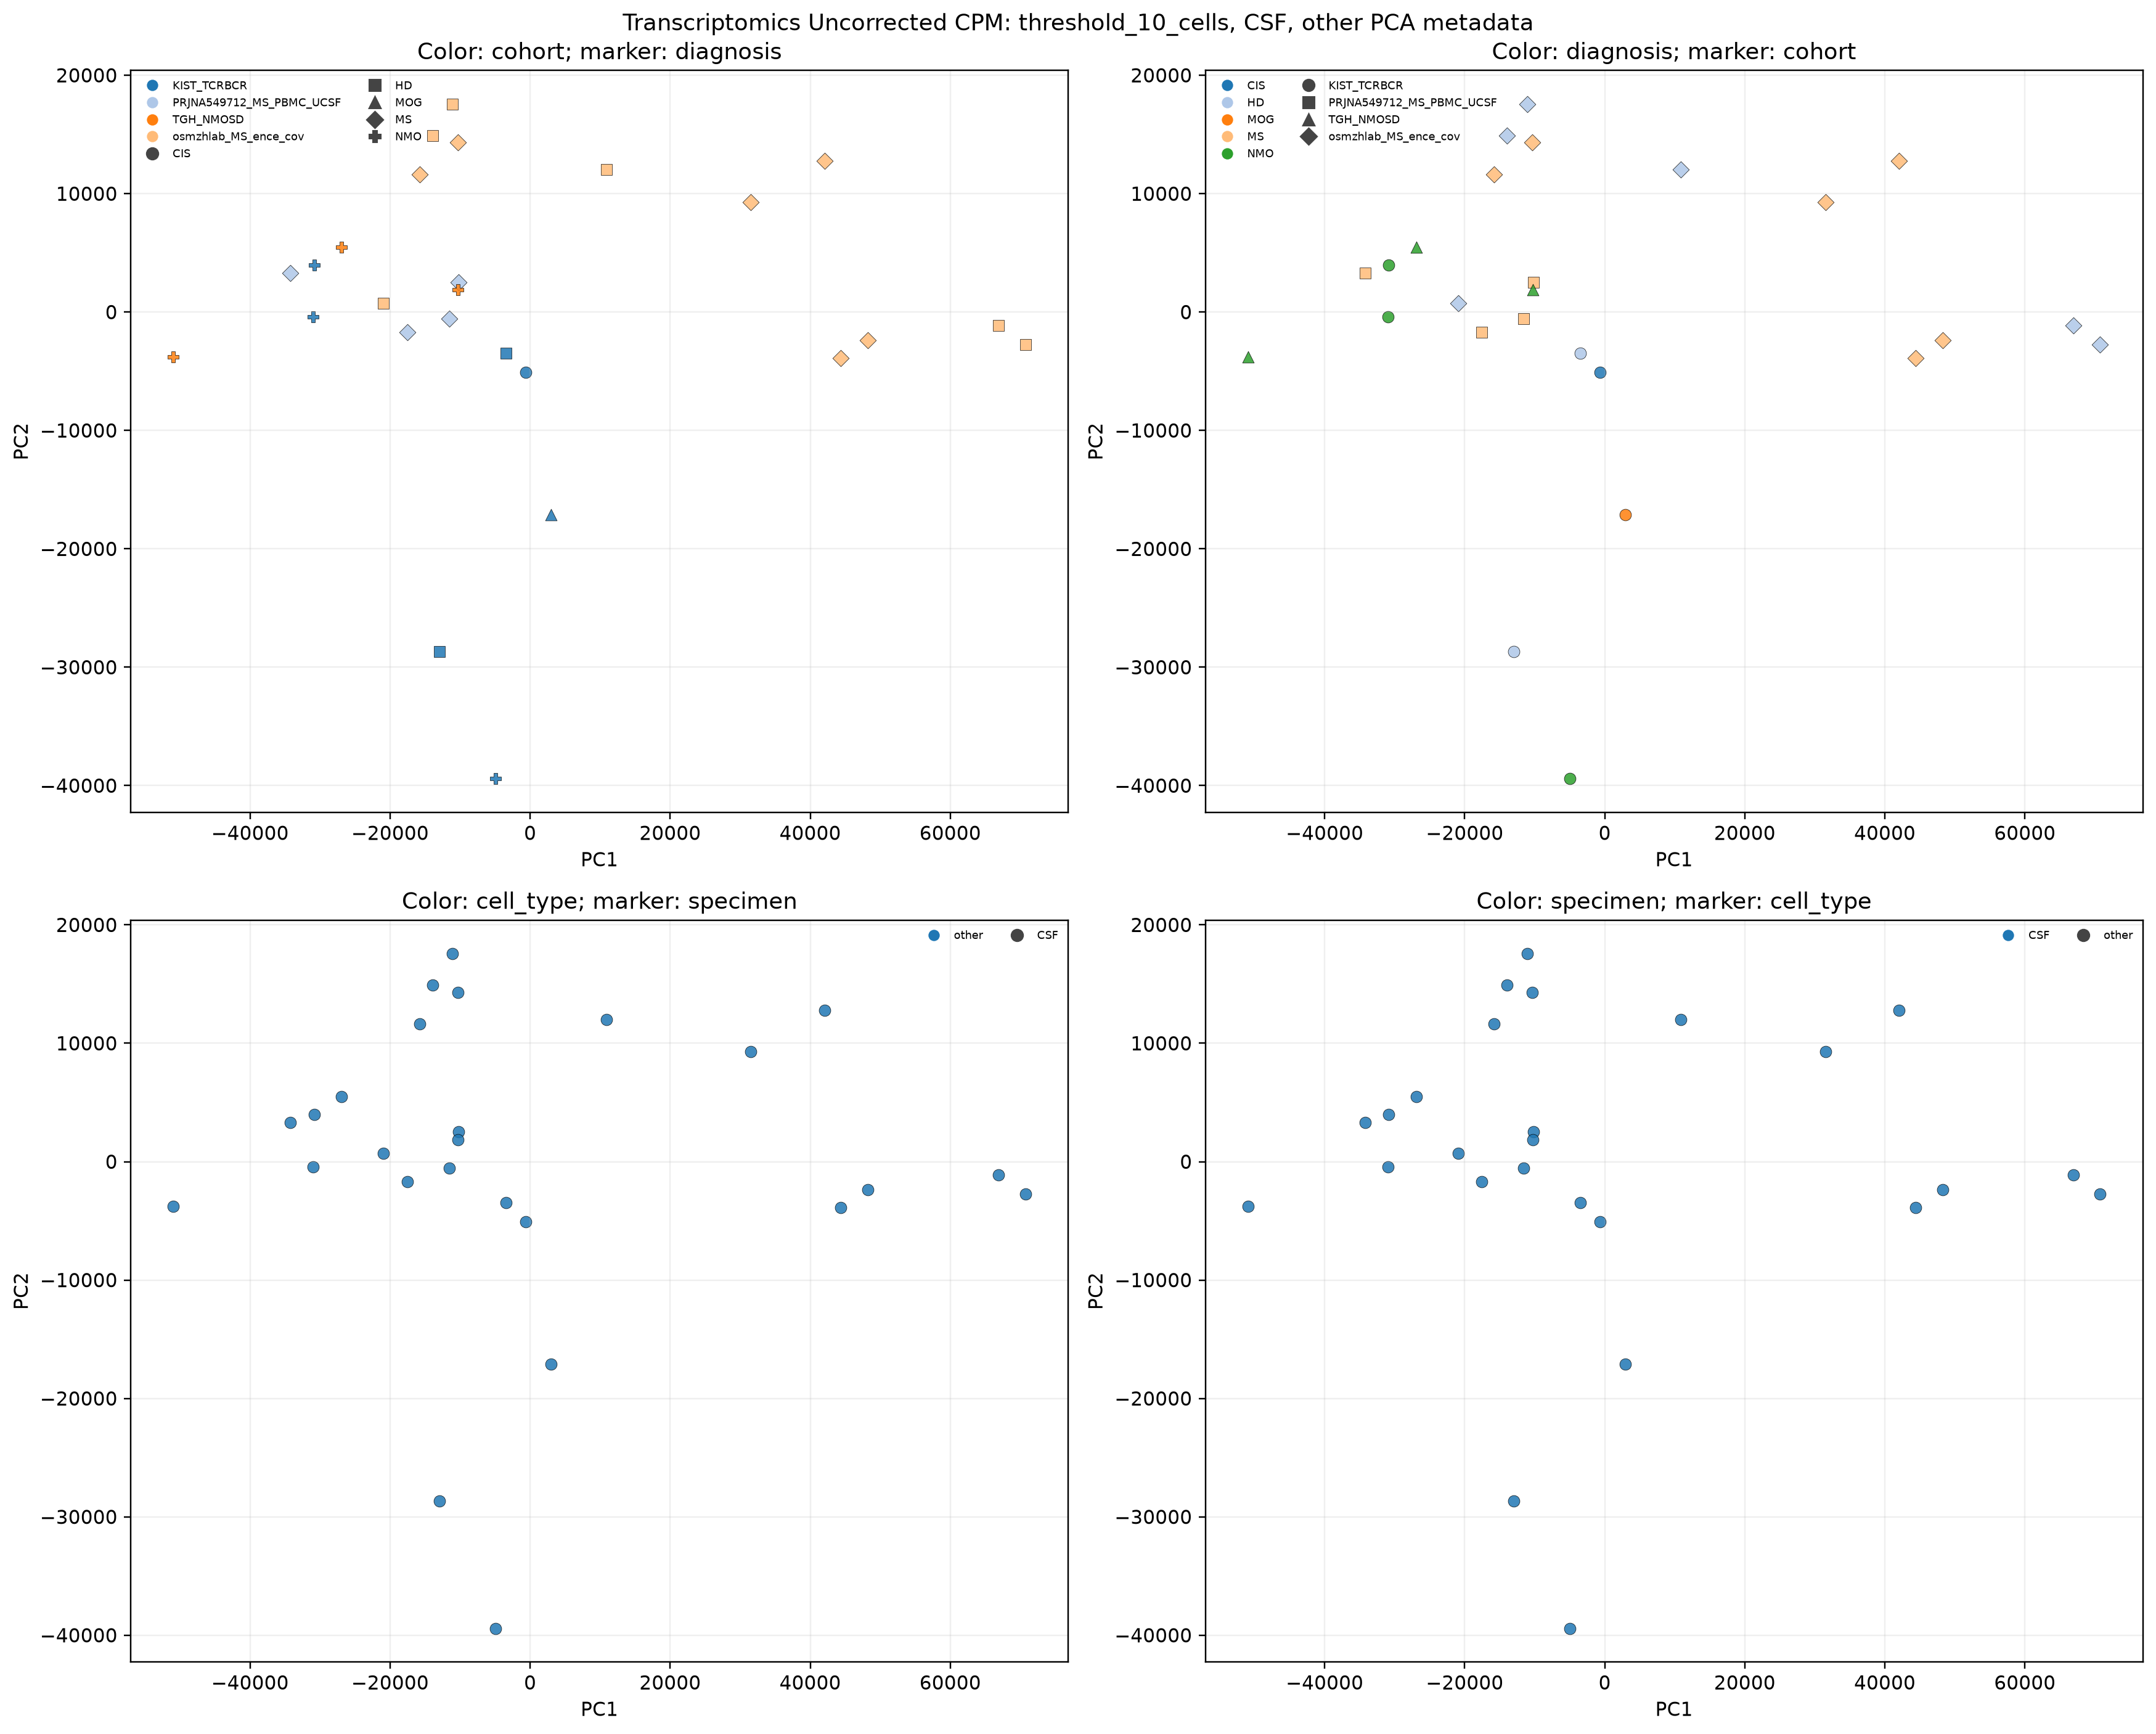 Transcriptomics Uncorrected CPM: threshold_10_cells, CSF, other PCA metadata
Color: cohort; marker: diagnosis
KIST_TCRBCR
PRJNA549712_MS_PBMC_UCSF
TGH_NMOSD
osmzhlab_MS_ence_cov
CIS
HD
MOG
MS
NMO
20000
10000
0
−10000
−20000
−30000
−40000
PC2
−40000 −20000 0 20000 40000 60000
PC1
Color: diagnosis; marker: cohort
CIS
HD
MOG
MS
NMO
KIST_TCRBCR
PRJNA549712_MS_PBMC_UCSF
TGH_NMOSD
osmzhlab_MS_ence_cov
20000
10000
0
−10000
−20000
−30000
−40000
PC2
−40000 −20000 0 20000 40000 60000
PC1
Color: cell_type; marker: specimen
other CSF
20000
10000
0
−10000
−20000
−30000
−40000
PC2
−40000 −20000 0 20000 40000 60000
PC1
Color: specimen; marker: cell_type
CSF other
20000
10000
0
−10000
−20000
−30000
−40000
PC2
−40000 −20000 0 20000 40000 60000
PC1